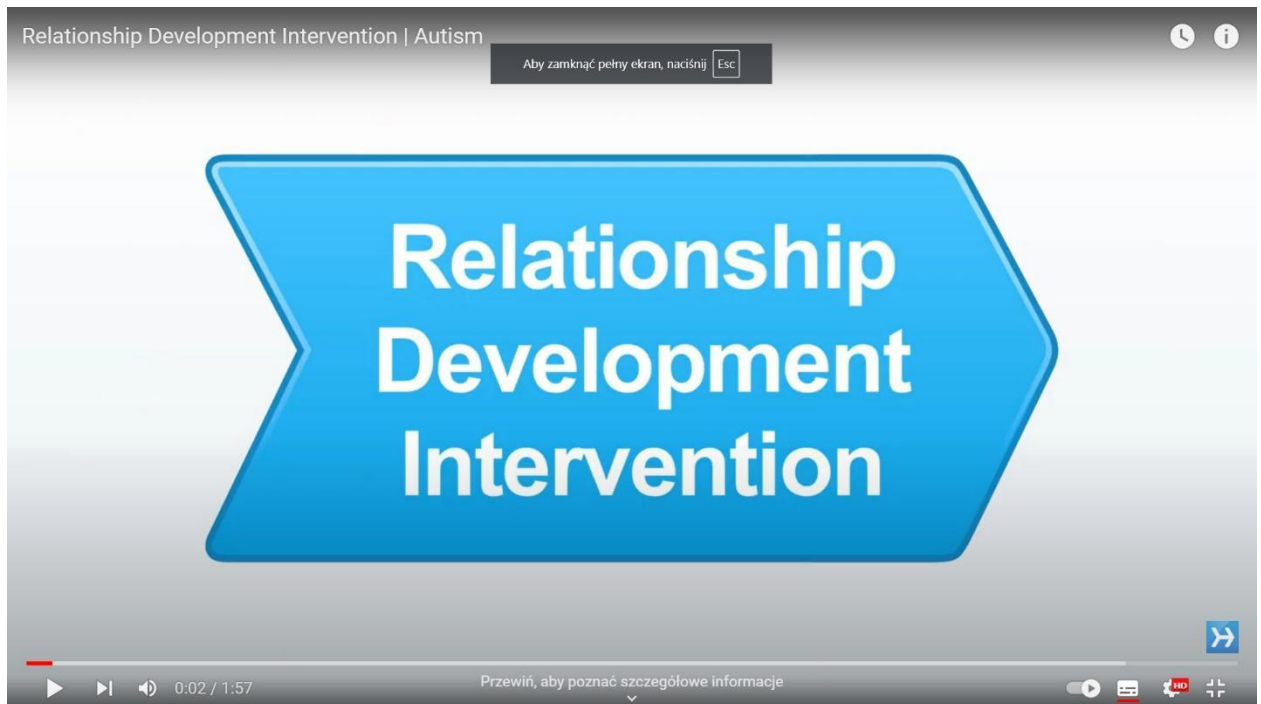 Relationship Development Intervention | Autism
Aby zamknąć pełny ekran, naciśnij Esc
Relationship
Development
Intervention
0:02 / 1:57
Przewiń, aby poznać szczegółowe informacje
HD